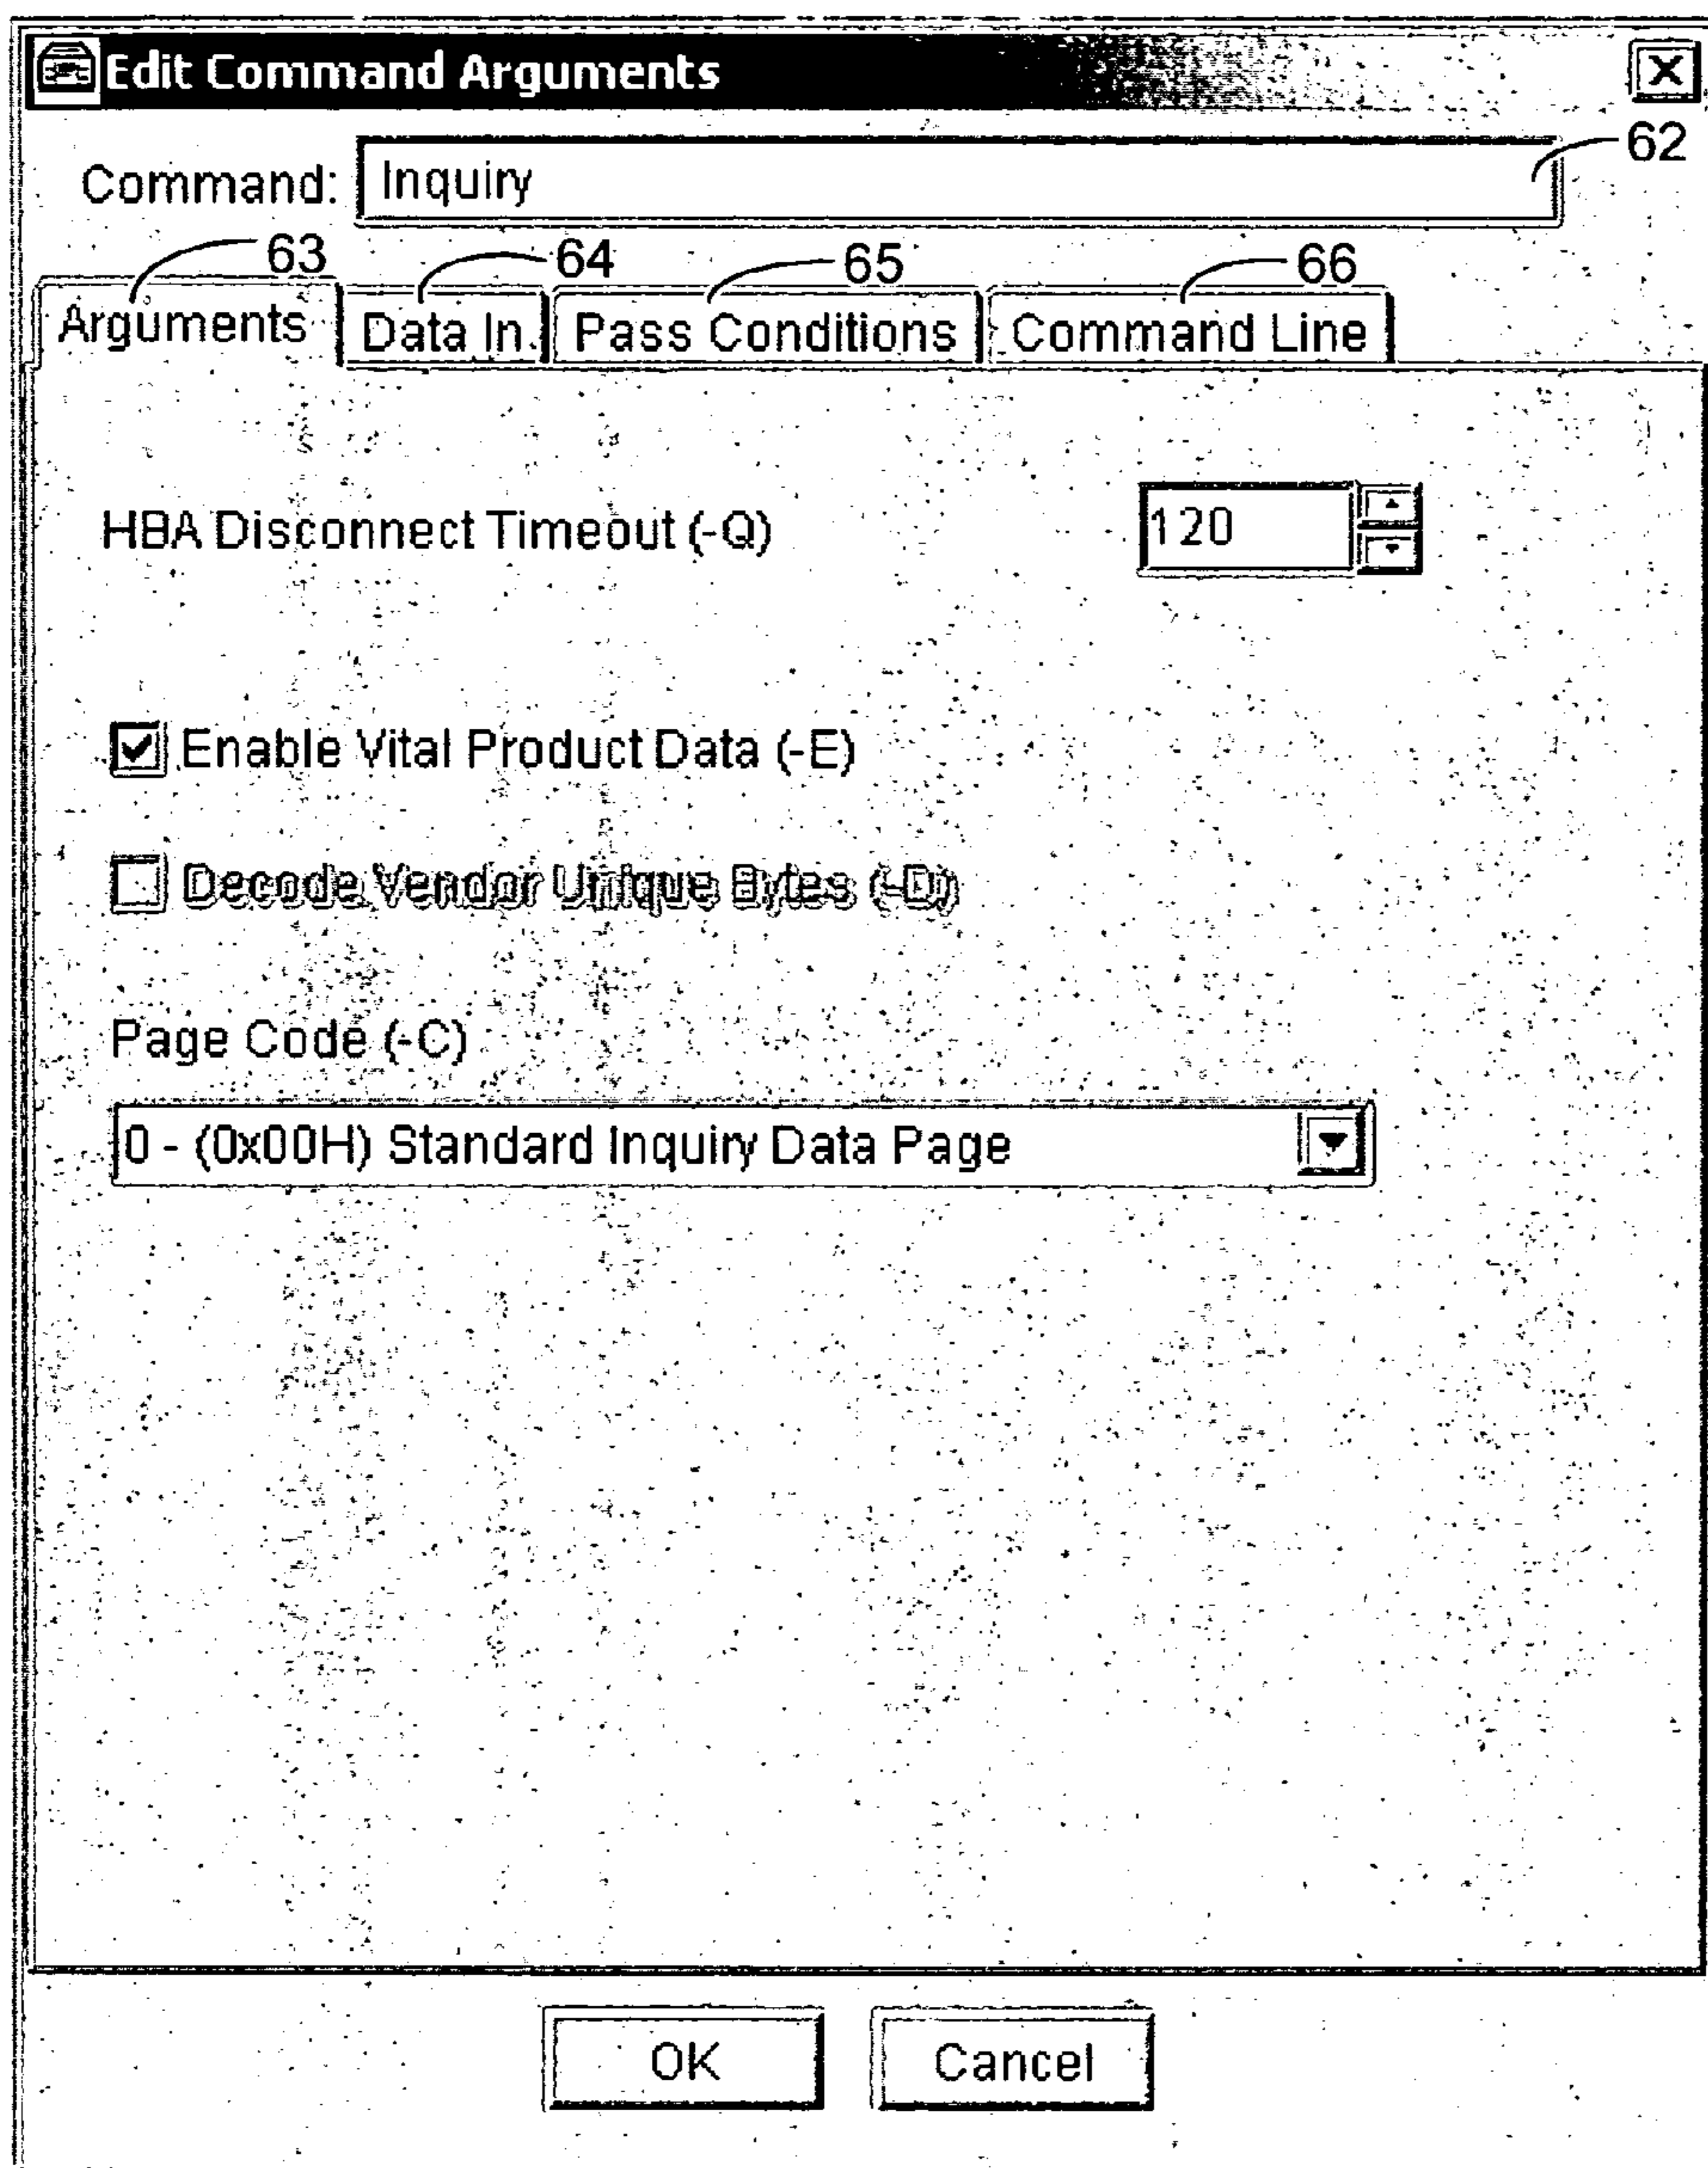 Edit Command Arguments
62
Command: Inquiry
63 64 65 66
Arguments Data In Pass Conditions Command Line
HBA Disconnect Timeout (-Q) 120
Enable Vital Product Data (-E)
Decode Vendor Unique Bytes (-D)
Page Code (-C)
0 - (0x00H) Standard Inquiry Data Page
OK Cancel